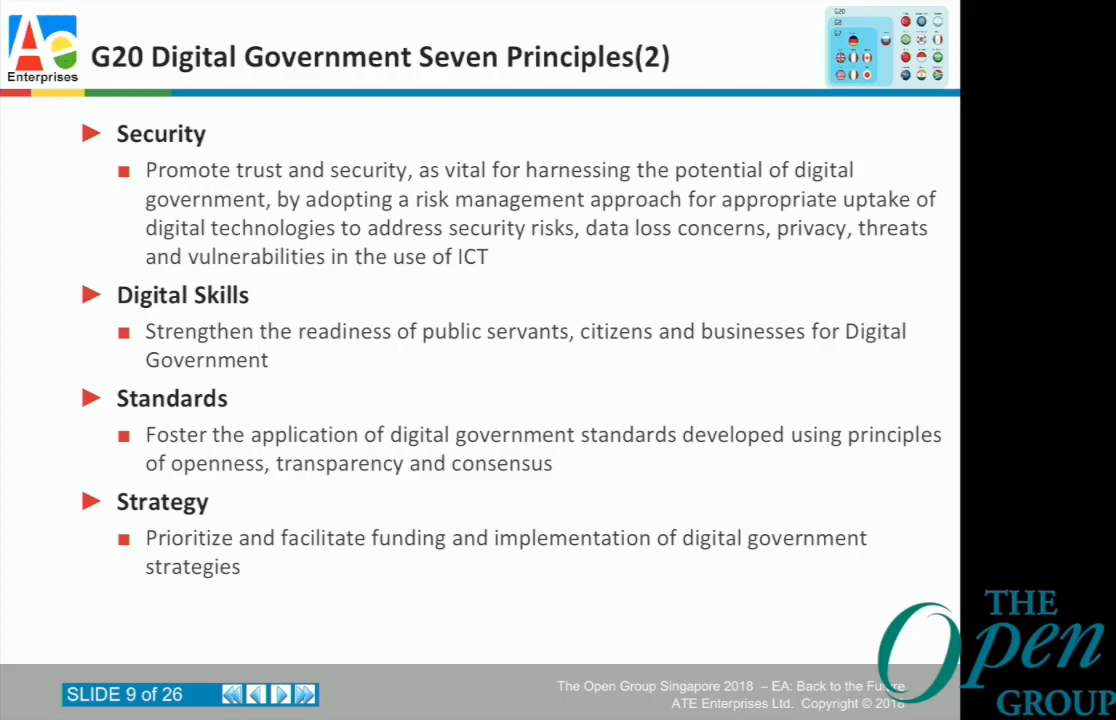 Ae
Enterprises
G20 Digital Government Seven Principles(2)
G20
G8
G7
Security
Promote trust and security, as vital for harnessing the potential of digital
government, by adopting a risk management approach for appropriate uptake of
digital technologies to address security risks, data loss concerns, privacy, threats
and vulnerabilities in the use of ICT
Digital Skills
Strengthen the readiness of public servants, citizens and businesses for Digital
Government
Standards
Foster the application of digital government standards developed using principles
of openness, transparency and consensus
Strategy
Prioritize and facilitate funding and implementation of digital government
strategies
SLIDE 9 of 26
The Open Group Singapore 2018 – EA: Back to the Future
ATE Enterprises Ltd. Copyright © 2018
THE
Open
GROUP